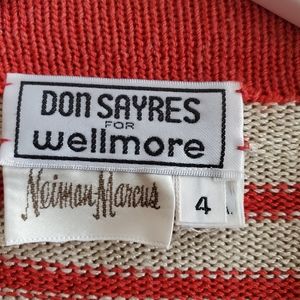 DON SAYRES
FOR
wellmore
Neiman-Marcus
4